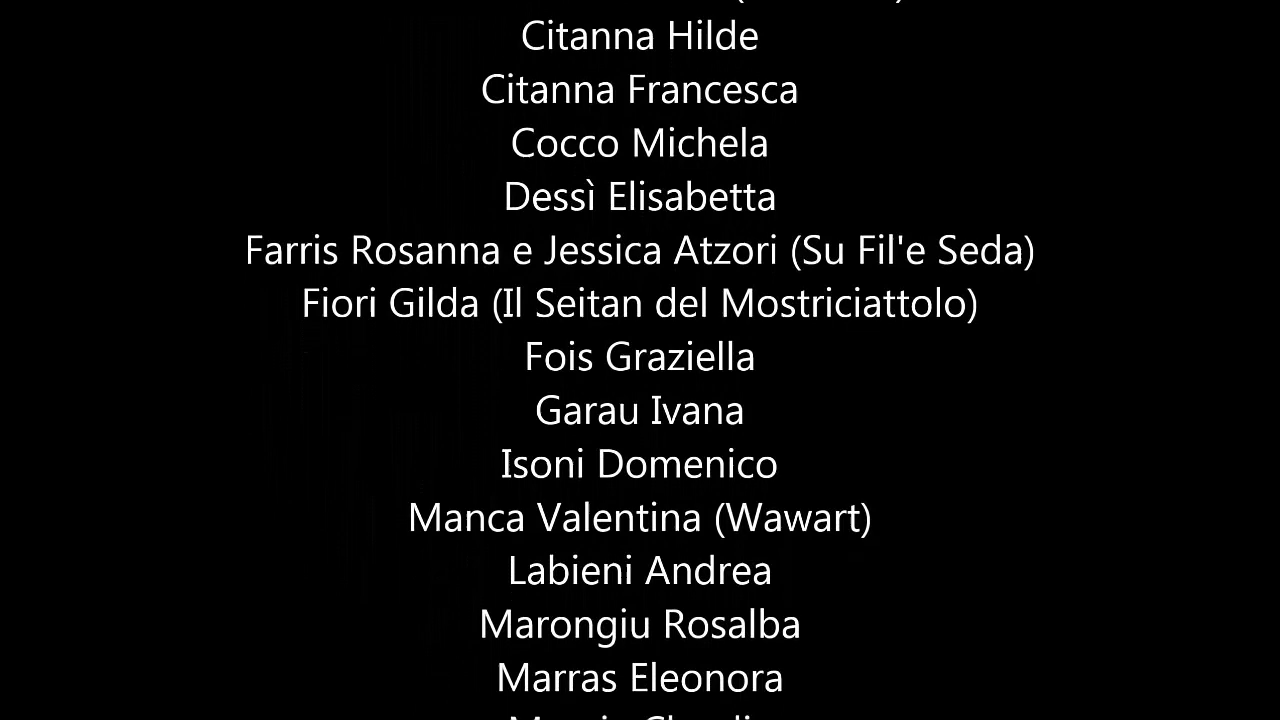 Citanna Hilde
Citanna Francesca
Cocco Michela
Dessì Elisabetta
Farris Rosanna e Jessica Atzori (Su Fil'e Seda)
Fiori Gilda (Il Seitan del Mostriciattolo)
Fois Graziella
Garau Ivana
Isoni Domenico
Manca Valentina (Wawart)
Labieni Andrea
Marongiu Rosalba
Marras Eleonora